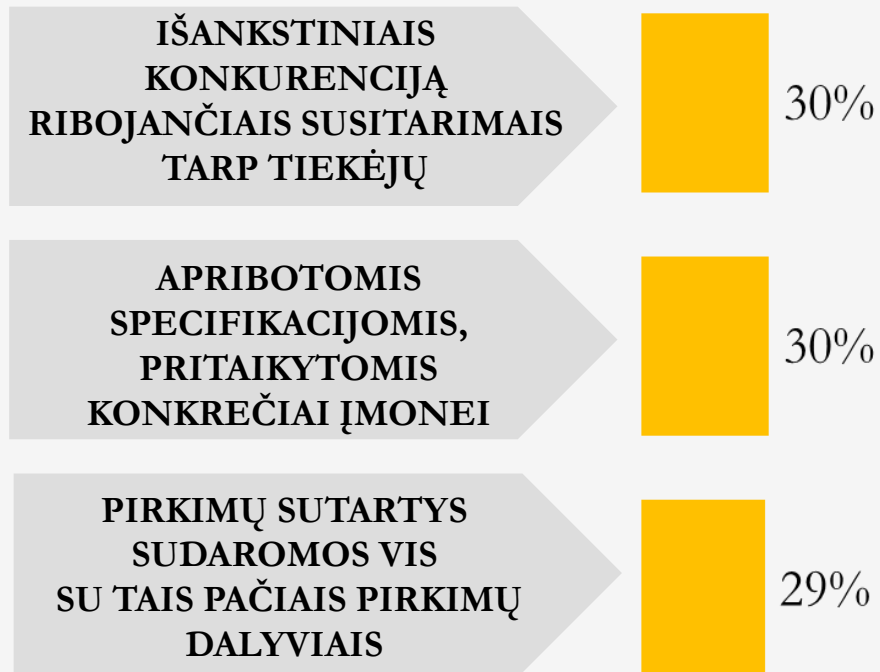 IŠANKSTINIAIS
KONKURENCIJĄ
RIBOJANČIAIS SUSITARIMAIS
TARP TIEKĖJŲ
30%
APRIBOTOMIS
SPECIFIKACIJOMIS,
PRITAIKYTOMIS
KONKREČIAI ĮMONEI
30%
PIRKIMŲ SUTARTYS
SUDAROMOS VIS
SU TAIS PAČIAIS PIRKIMŲ
DALYVIAIS
29%